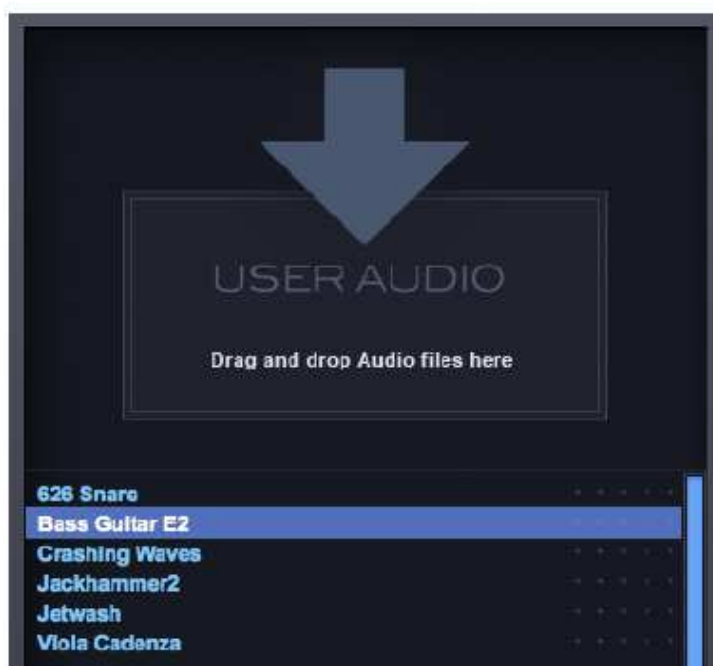 USER AUDIO
Drag and drop Audio files here
626 Snare
Bass Guitar E2
Crashing Waves
Jackhammer2
Jetwash
Viola Cadenza